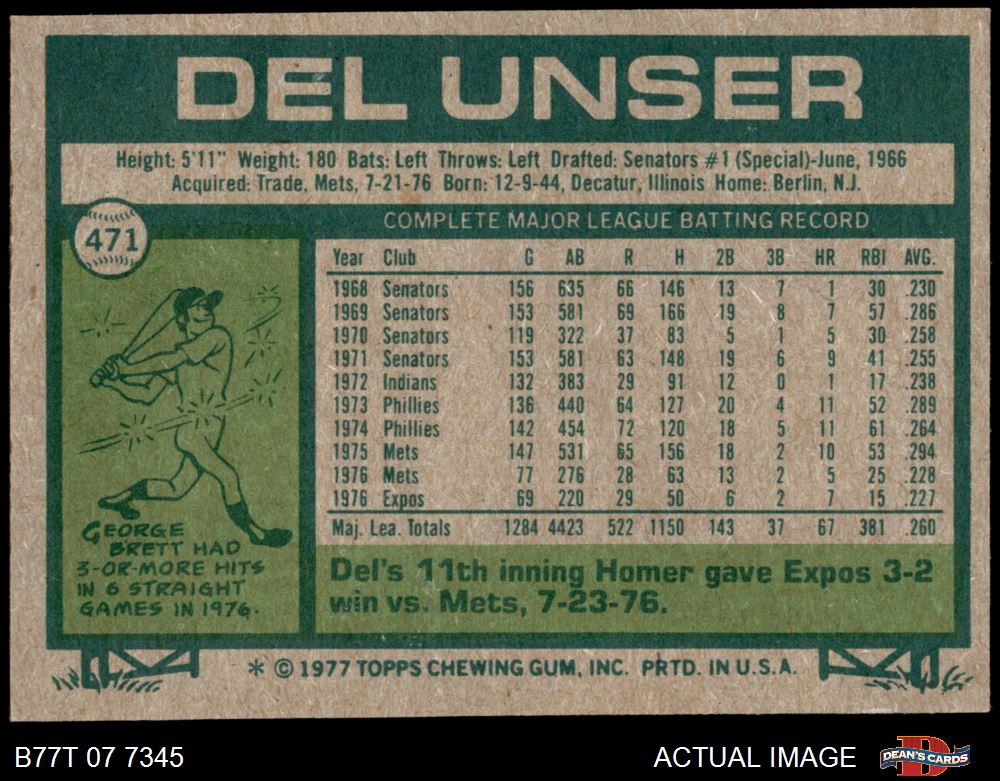 DEL UNSER
Height: 5'11" Weight: 180 Bats: Left Throws: Left Drafted: Senators #1 (Special)-June, 1966
Acquired: Trade, Mets, 7-21-76 Born: 12-9-44, Decatur, Illinois Home: Berlin, N.J.
471
COMPLETE MAJOR LEAGUE BATTING RECORD
Year Club G AB R H 2B 3B HR RBI AVG.
1968 Senators 156 635 66 146 13 7 1 30 .230
1969 Senators 153 581 69 166 19 8 7 57 .286
1970 Senators 119 322 37 83 5 1 5 30 .258
1971 Senators 153 581 63 148 19 6 9 41 .255
1972 Indians 132 383 29 91 12 0 1 17 .238
1973 Phillies 136 440 64 127 20 4 11 52 .289
1974 Phillies 142 454 72 120 18 5 11 61 .264
1975 Mets 147 531 65 156 18 2 10 53 .294
1976 Mets 77 276 28 63 13 2 5 25 .228
1976 Expos 69 220 29 50 6 2 7 15 .227
Maj. Lea. Totals 1284 4423 522 1150 143 37 67 381 .260
GEORGE
BRETT HAD
3-OR-MORE HITS
IN 6 STRAIGHT
GAMES IN 1976.
Del's 11th inning Homer gave Expos 3-2
win vs. Mets, 7-23-76.
* © 1977 TOPPS CHEWING GUM, INC. PRTD. IN U.S.A.
B77T 07 7345
ACTUAL IMAGE
D
DEAN'S CARDS